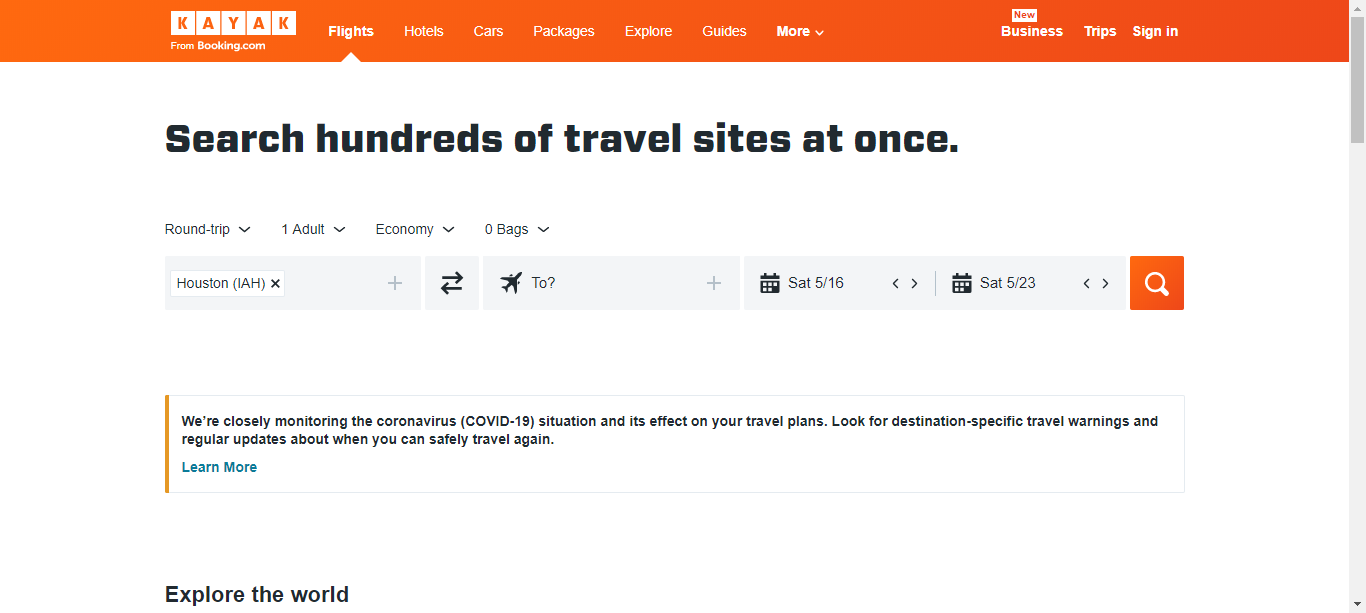 KAYAK
From Booking.com
Flights
Hotels
Cars
Packages
Explore
Guides
More
New
Business
Trips
Sign in
Search hundreds of travel sites at once.
Round-trip
1 Adult
Economy
0 Bags
Houston (IAH)
To?
Sat 5/16
Sat 5/23
We’re closely monitoring the coronavirus (COVID-19) situation and its effect on your travel plans. Look for destination-specific travel warnings and
regular updates about when you can safely travel again.
Learn More
Explore the world